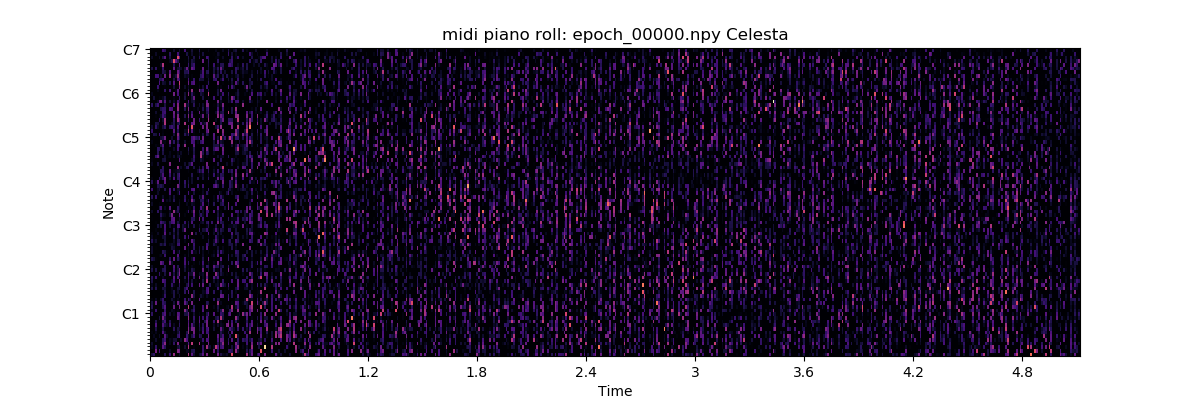 midi piano roll: epoch_00000.npy Celesta
C7
C6
C5
C4
C3
C2
C1
Note
0 0.6 1.2 1.8 2.4 3 3.6 4.2 4.8
Time